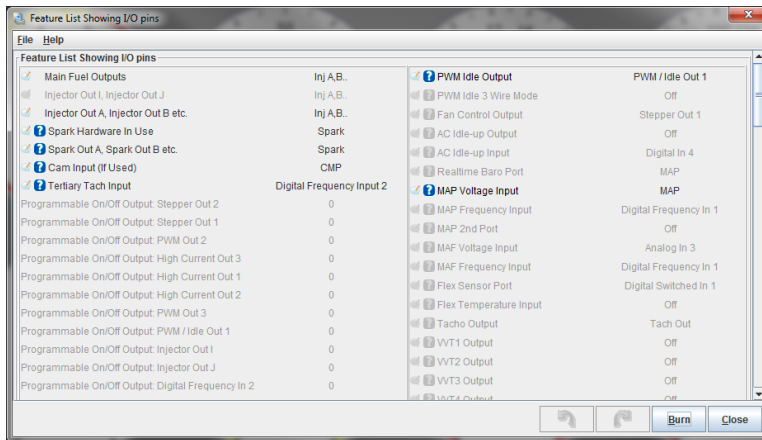 Feature List Showing I/O pins
File Help
Feature List Showing I/O pins
Main Fuel Outputs Inj A,B..
Injector Out I, Injector Out J Inj A,B..
Injector Out A, Injector Out B etc. Inj A,B..
Spark Hardware In Use Spark
Spark Out A, Spark Out B etc. Spark
Cam Input (If Used) CMP
Tertiary Tach Input Digital Frequency Input 2
Programmable On/Off Output: Stepper Out 2 0
Programmable On/Off Output: Stepper Out 1 0
Programmable On/Off Output: PWM Out 2 0
Programmable On/Off Output: High Current Out 3 0
Programmable On/Off Output: High Current Out 1 0
Programmable On/Off Output: High Current Out 2 0
Programmable On/Off Output: PWM Out 3 0
Programmable On/Off Output: PWM / Idle Out 1 0
Programmable On/Off Output: Injector Out I 0
Programmable On/Off Output: Injector Out J 0
Programmable On/Off Output: Digital Frequency In 2 0
PWM Idle Output PWM / Idle Out 1
PWM Idle 3 Wire Mode Off
Fan Control Output Stepper Out 1
AC Idle-up Output Off
AC Idle-up Input Digital In 4
Realtime Baro Port MAP
MAP Voltage Input MAP
MAP Frequency Input Digital Frequency In 1
MAP 2nd Port Off
MAF Voltage Input Analog In 3
MAF Frequency Input Digital Frequency In 1
Flex Sensor Port Digital Switched In 1
Flex Temperature Input Off
Tacho Output Tach Out
VVT1 Output Off
VVT2 Output Off
VVT3 Output Off
VVT4 Output Off
Burn Close